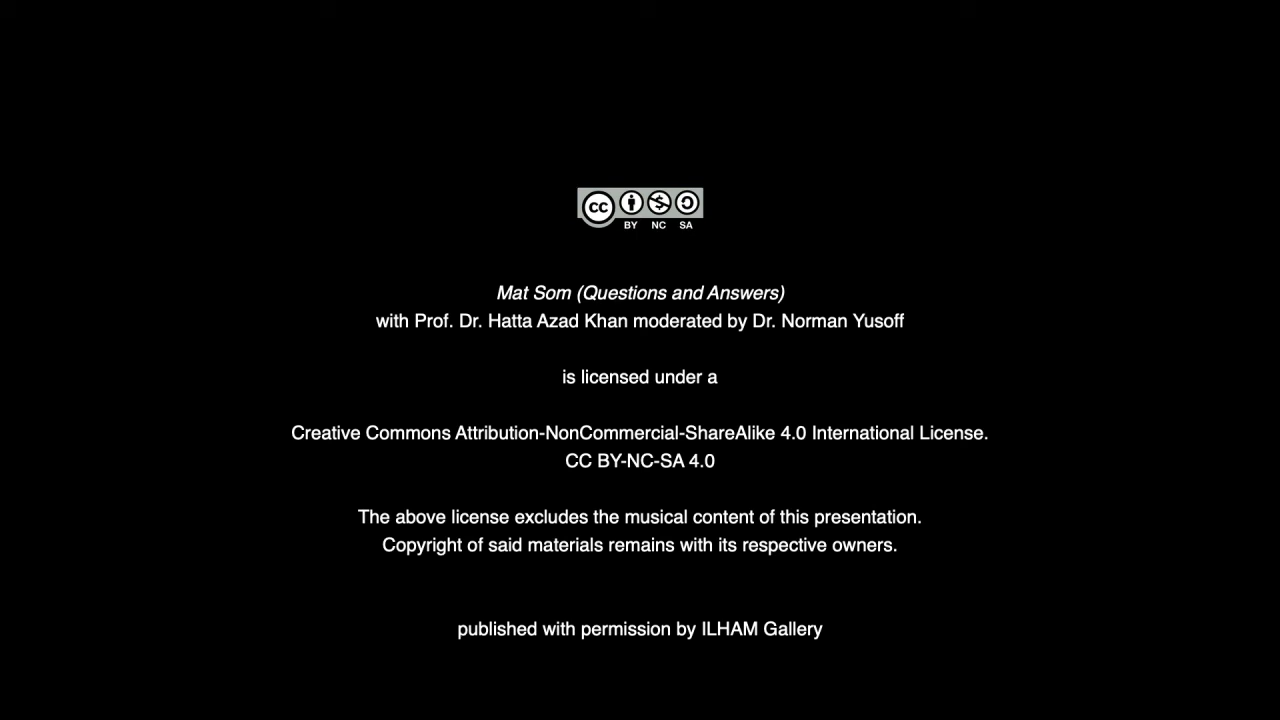 cc
BY NC SA
Mat Som (Questions and Answers)
with Prof. Dr. Hatta Azad Khan moderated by Dr. Norman Yusoff
is licensed under a
Creative Commons Attribution-NonCommercial-ShareAlike 4.0 International License.
CC BY-NC-SA 4.0
The above license excludes the musical content of this presentation.
Copyright of said materials remains with its respective owners.
published with permission by ILHAM Gallery